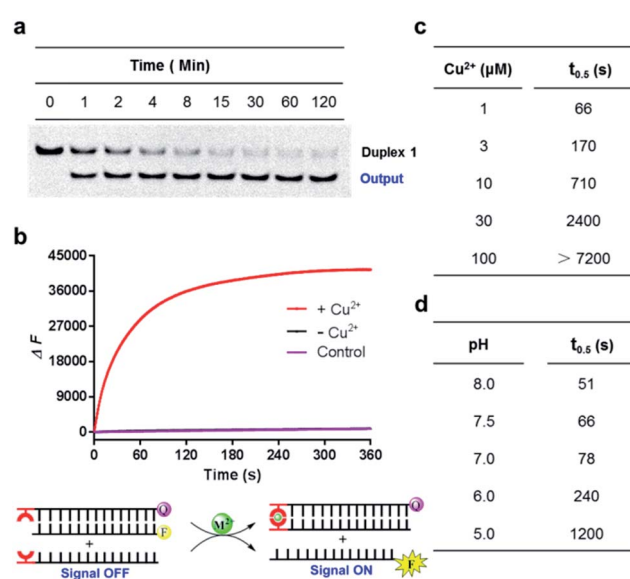 a
Time ( Min)
0 1 2 4 8 15 30 60 120
Duplex 1
Output
b
45000
36000
27000
18000
9000
0
Δ F
+ Cu²⁺
- Cu²⁺
Control
0 60 120 180 240 300 360
Time (s)
Q
F
+
Signal OFF
M²⁺
Q
+
F
Signal ON
c
Cu²⁺ (μM) t₀.₅ (s)
1 66
3 170
10 710
30 2400
100 > 7200
d
pH t₀.₅ (s)
8.0 51
7.5 66
7.0 78
6.0 240
5.0 1200